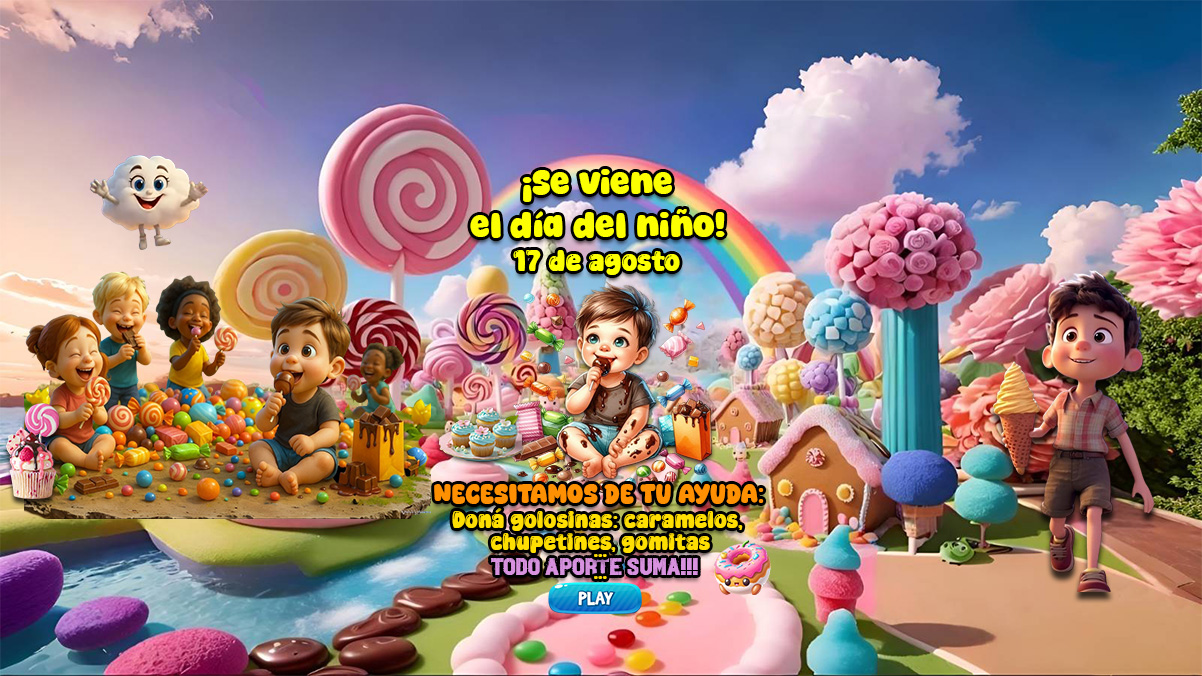 ¡Se viene
el día del niño!
17 de agosto
NECESITAMOS DE TU AYUDA:
Doná golosinas: caramelos,
chupetines, gomitas
...
TODO APORTE SUMA!!!
...
PLAY